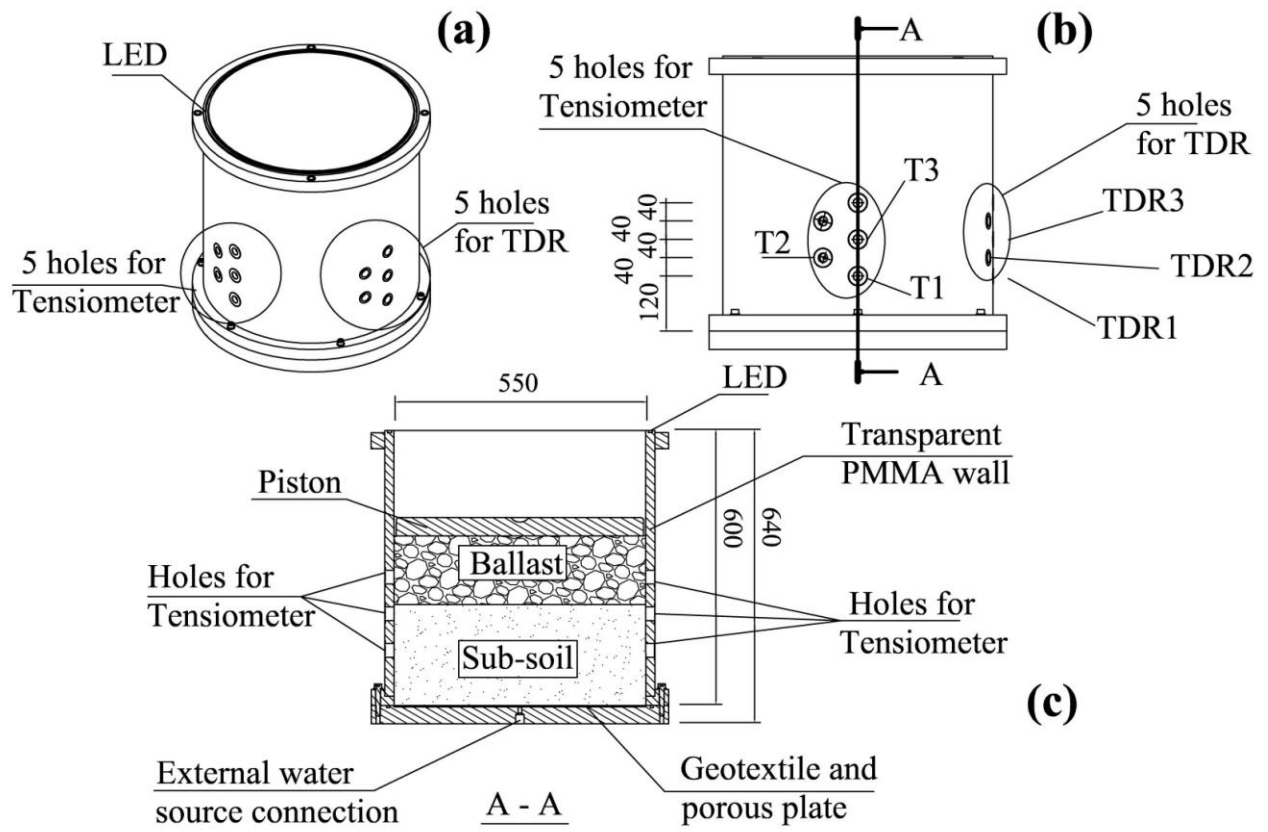 (a)
LED
5 holes
for TDR
5 holes for
Tensiometer
A
(b)
5 holes for
Tensiometer
5 holes
for TDR
T3
TDR3
T2
TDR2
T1
TDR1
40
40
40
40
120
A
550
LED
Transparent
PMMA wall
Piston
600
640
Ballast
Holes for
Tensiometer
Holes for
Tensiometer
Sub-soil
(c)
External water
source connection
Geotextile and
porous plate
A - A